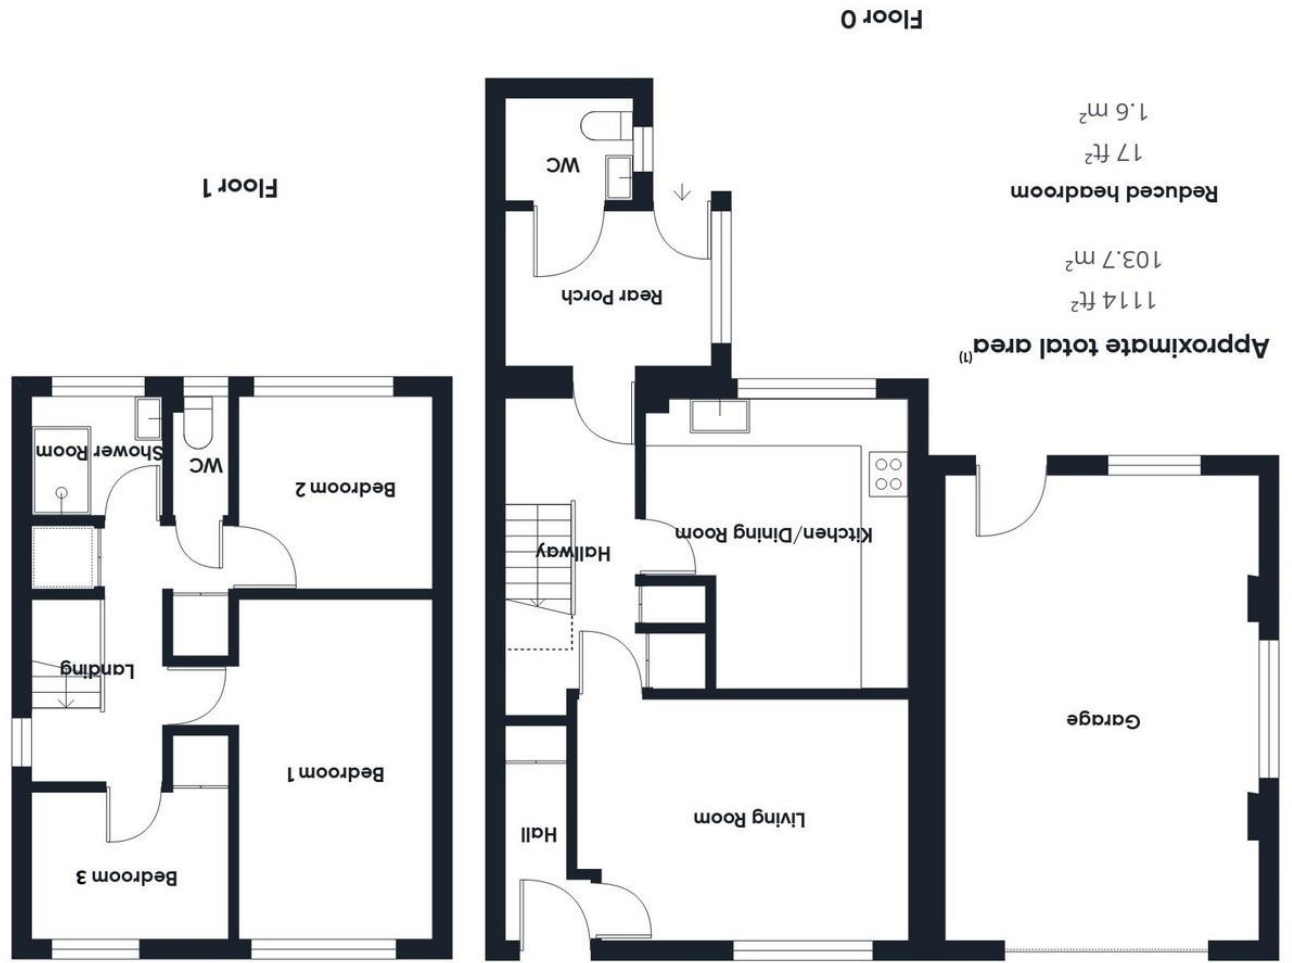 Garage
Living Room
Hall
Kitchen/Dining Room
Hallway
Rear Porch
WC
Floor 0
Bedroom 1
Bedroom 3
Landing
Bedroom 2
WC
Shower Room
Floor 1
Approximate total area(1)
1114 ft²
103.7 m²
Reduced headroom
17 ft²
1.6 m²